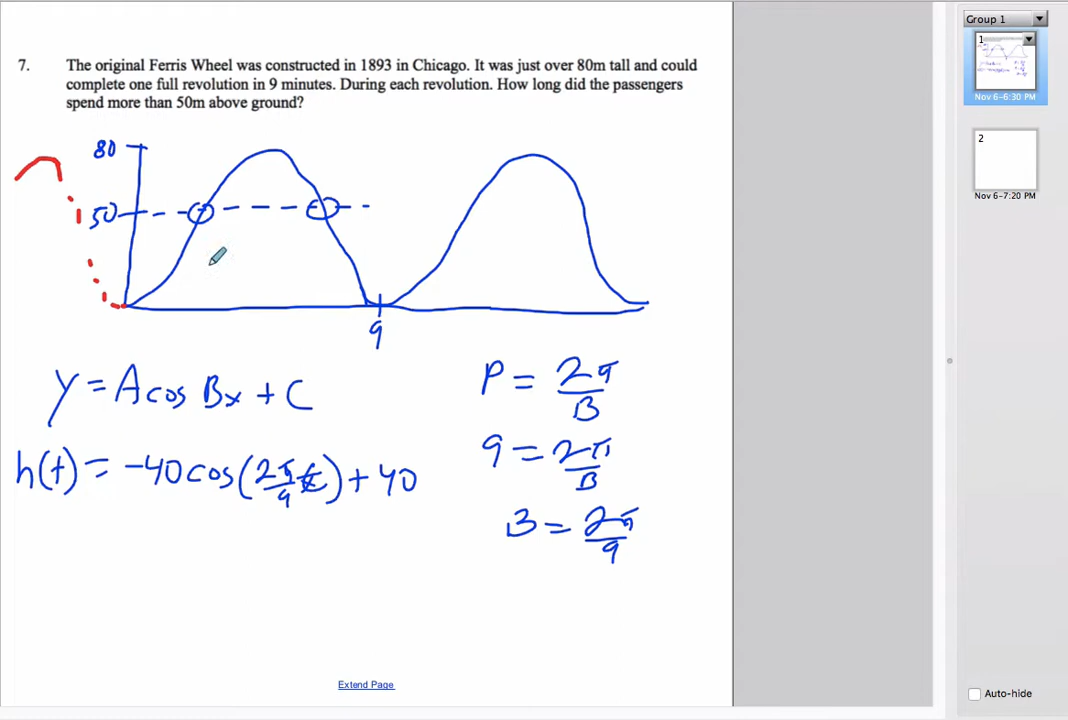 7. The original Ferris Wheel was constructed in 1893 in Chicago. It was just over 80m tall and could
complete one full revolution in 9 minutes. During each revolution. How long did the passengers
spend more than 50m above ground?
80
50
9
y = A cos Bx + C
h(t) = -40 cos(2π/9 t) + 40
P = 2π/B
9 = 2π/B
B = 2π/9
Extend Page
Group 1
1
Nov 6-6:30 PM
2
Nov 6-7:20 PM
Auto-hide